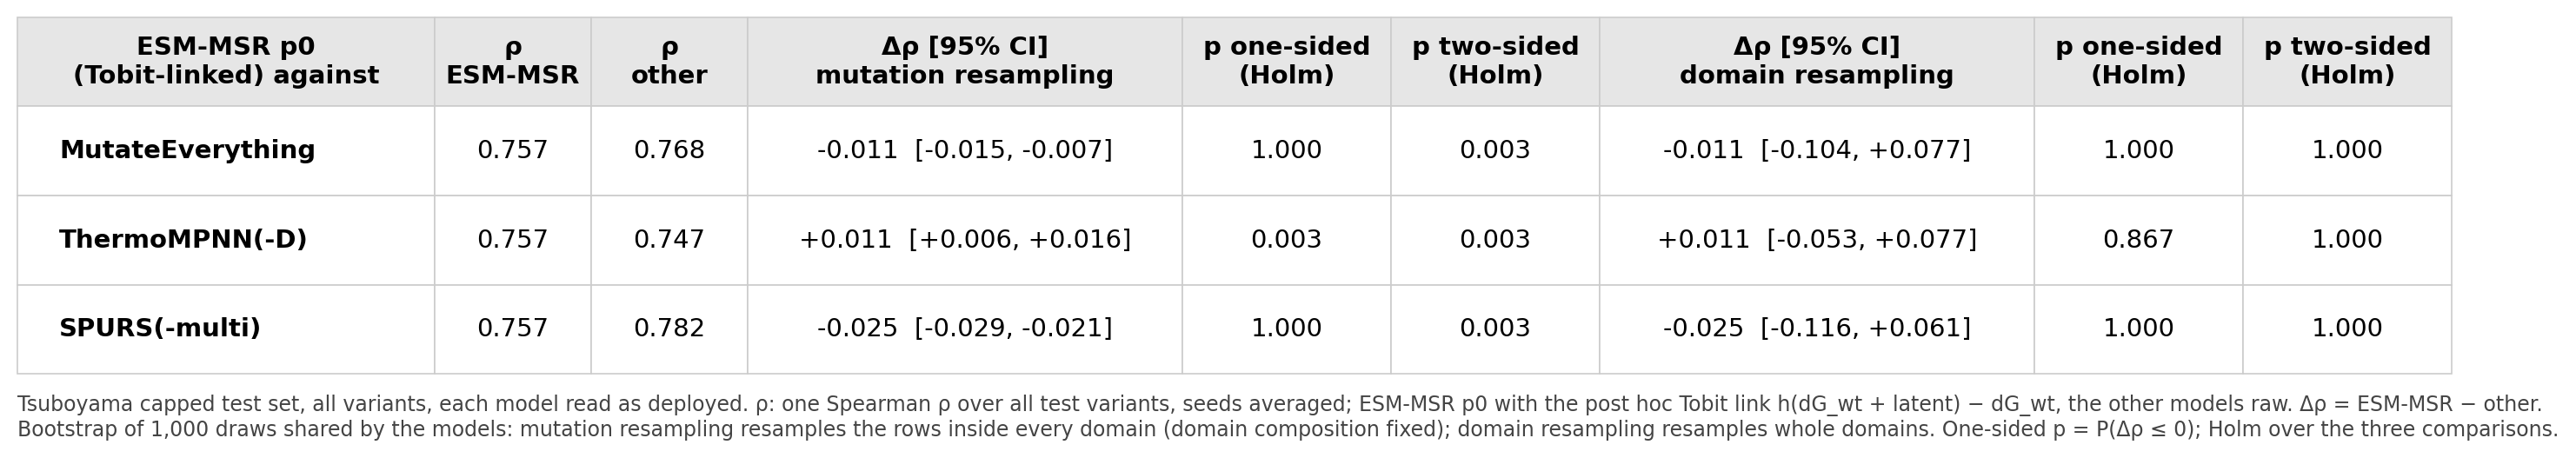 ESM-MSR p0 (Tobit-linked) against | ρ ESM-MSR | ρ other | Δρ [95% CI] mutation resampling | p one-sided (Holm) | p two-sided (Holm) | Δρ [95% CI] domain resampling | p one-sided (Holm) | p two-sided (Holm)
MutateEverything | 0.757 | 0.768 | -0.011 [-0.015, -0.007] | 1.000 | 0.003 | -0.011 [-0.104, +0.077] | 1.000 | 1.000
ThermoMPNN(-D) | 0.757 | 0.747 | +0.011 [+0.006, +0.016] | 0.003 | 0.003 | +0.011 [-0.053, +0.077] | 0.867 | 1.000
SPURS(-multi) | 0.757 | 0.782 | -0.025 [-0.029, -0.021] | 1.000 | 0.003 | -0.025 [-0.116, +0.061] | 1.000 | 1.000
Tsuboyama capped test set, all variants, each model read as deployed. ρ: one Spearman ρ over all test variants, seeds averaged; ESM-MSR p0 with the post hoc Tobit link h(dG_wt + latent) − dG_wt, the other models raw. Δρ = ESM-MSR − other.
Bootstrap of 1,000 draws shared by the models: mutation resampling resamples the rows inside every domain (domain composition fixed); domain resampling resamples whole domains. One-sided p = P(Δρ ≤ 0); Holm over the three comparisons.